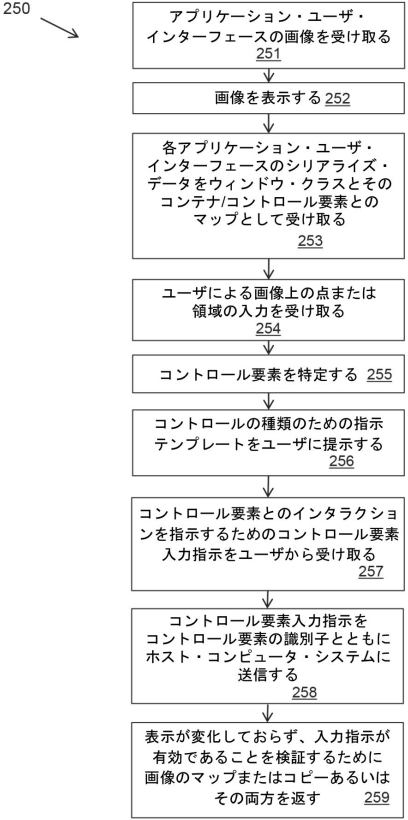 250
アプリケーション・ユーザ・
インターフェースの画像を受け取る
251
画像を表示する 252
各アプリケーション・ユーザ・
インターフェースのシリアライズ・
データをウィンドウ・クラスとその
コンテナ/コントロール要素との
マップとして受け取る
253
ユーザによる画像上の点または
領域の入力を受け取る
254
コントロール要素を特定する 255
コントロールの種類のための指示
テンプレートをユーザに提示する
256
コントロール要素とのインタラクション
を指示するためのコントロール要素
入力指示をユーザから受け取る
257
コントロール要素入力指示を
コントロール要素の識別子とともに
ホスト・コンピュータ・システムに
送信する
258
表示が変化しておらず、入力指示が
有効であることを検証するために
画像のマップまたはコピーあるいは
その両方を返す 259